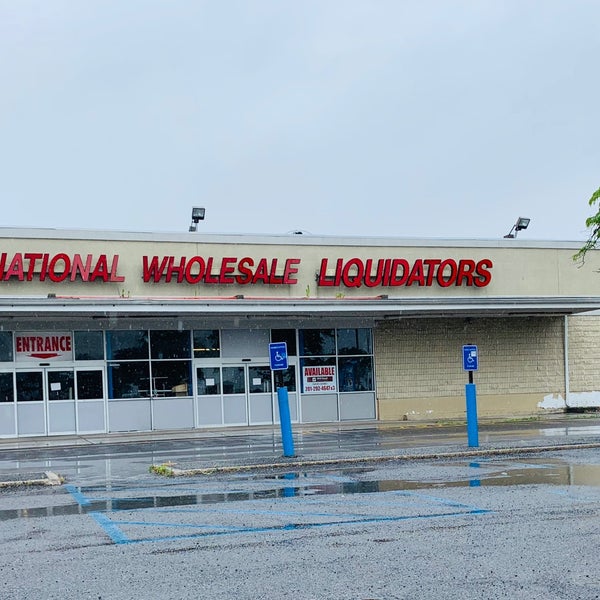 NATIONAL WHOLESALE LIQUIDATORS
ENTRANCE
AVAILABLE